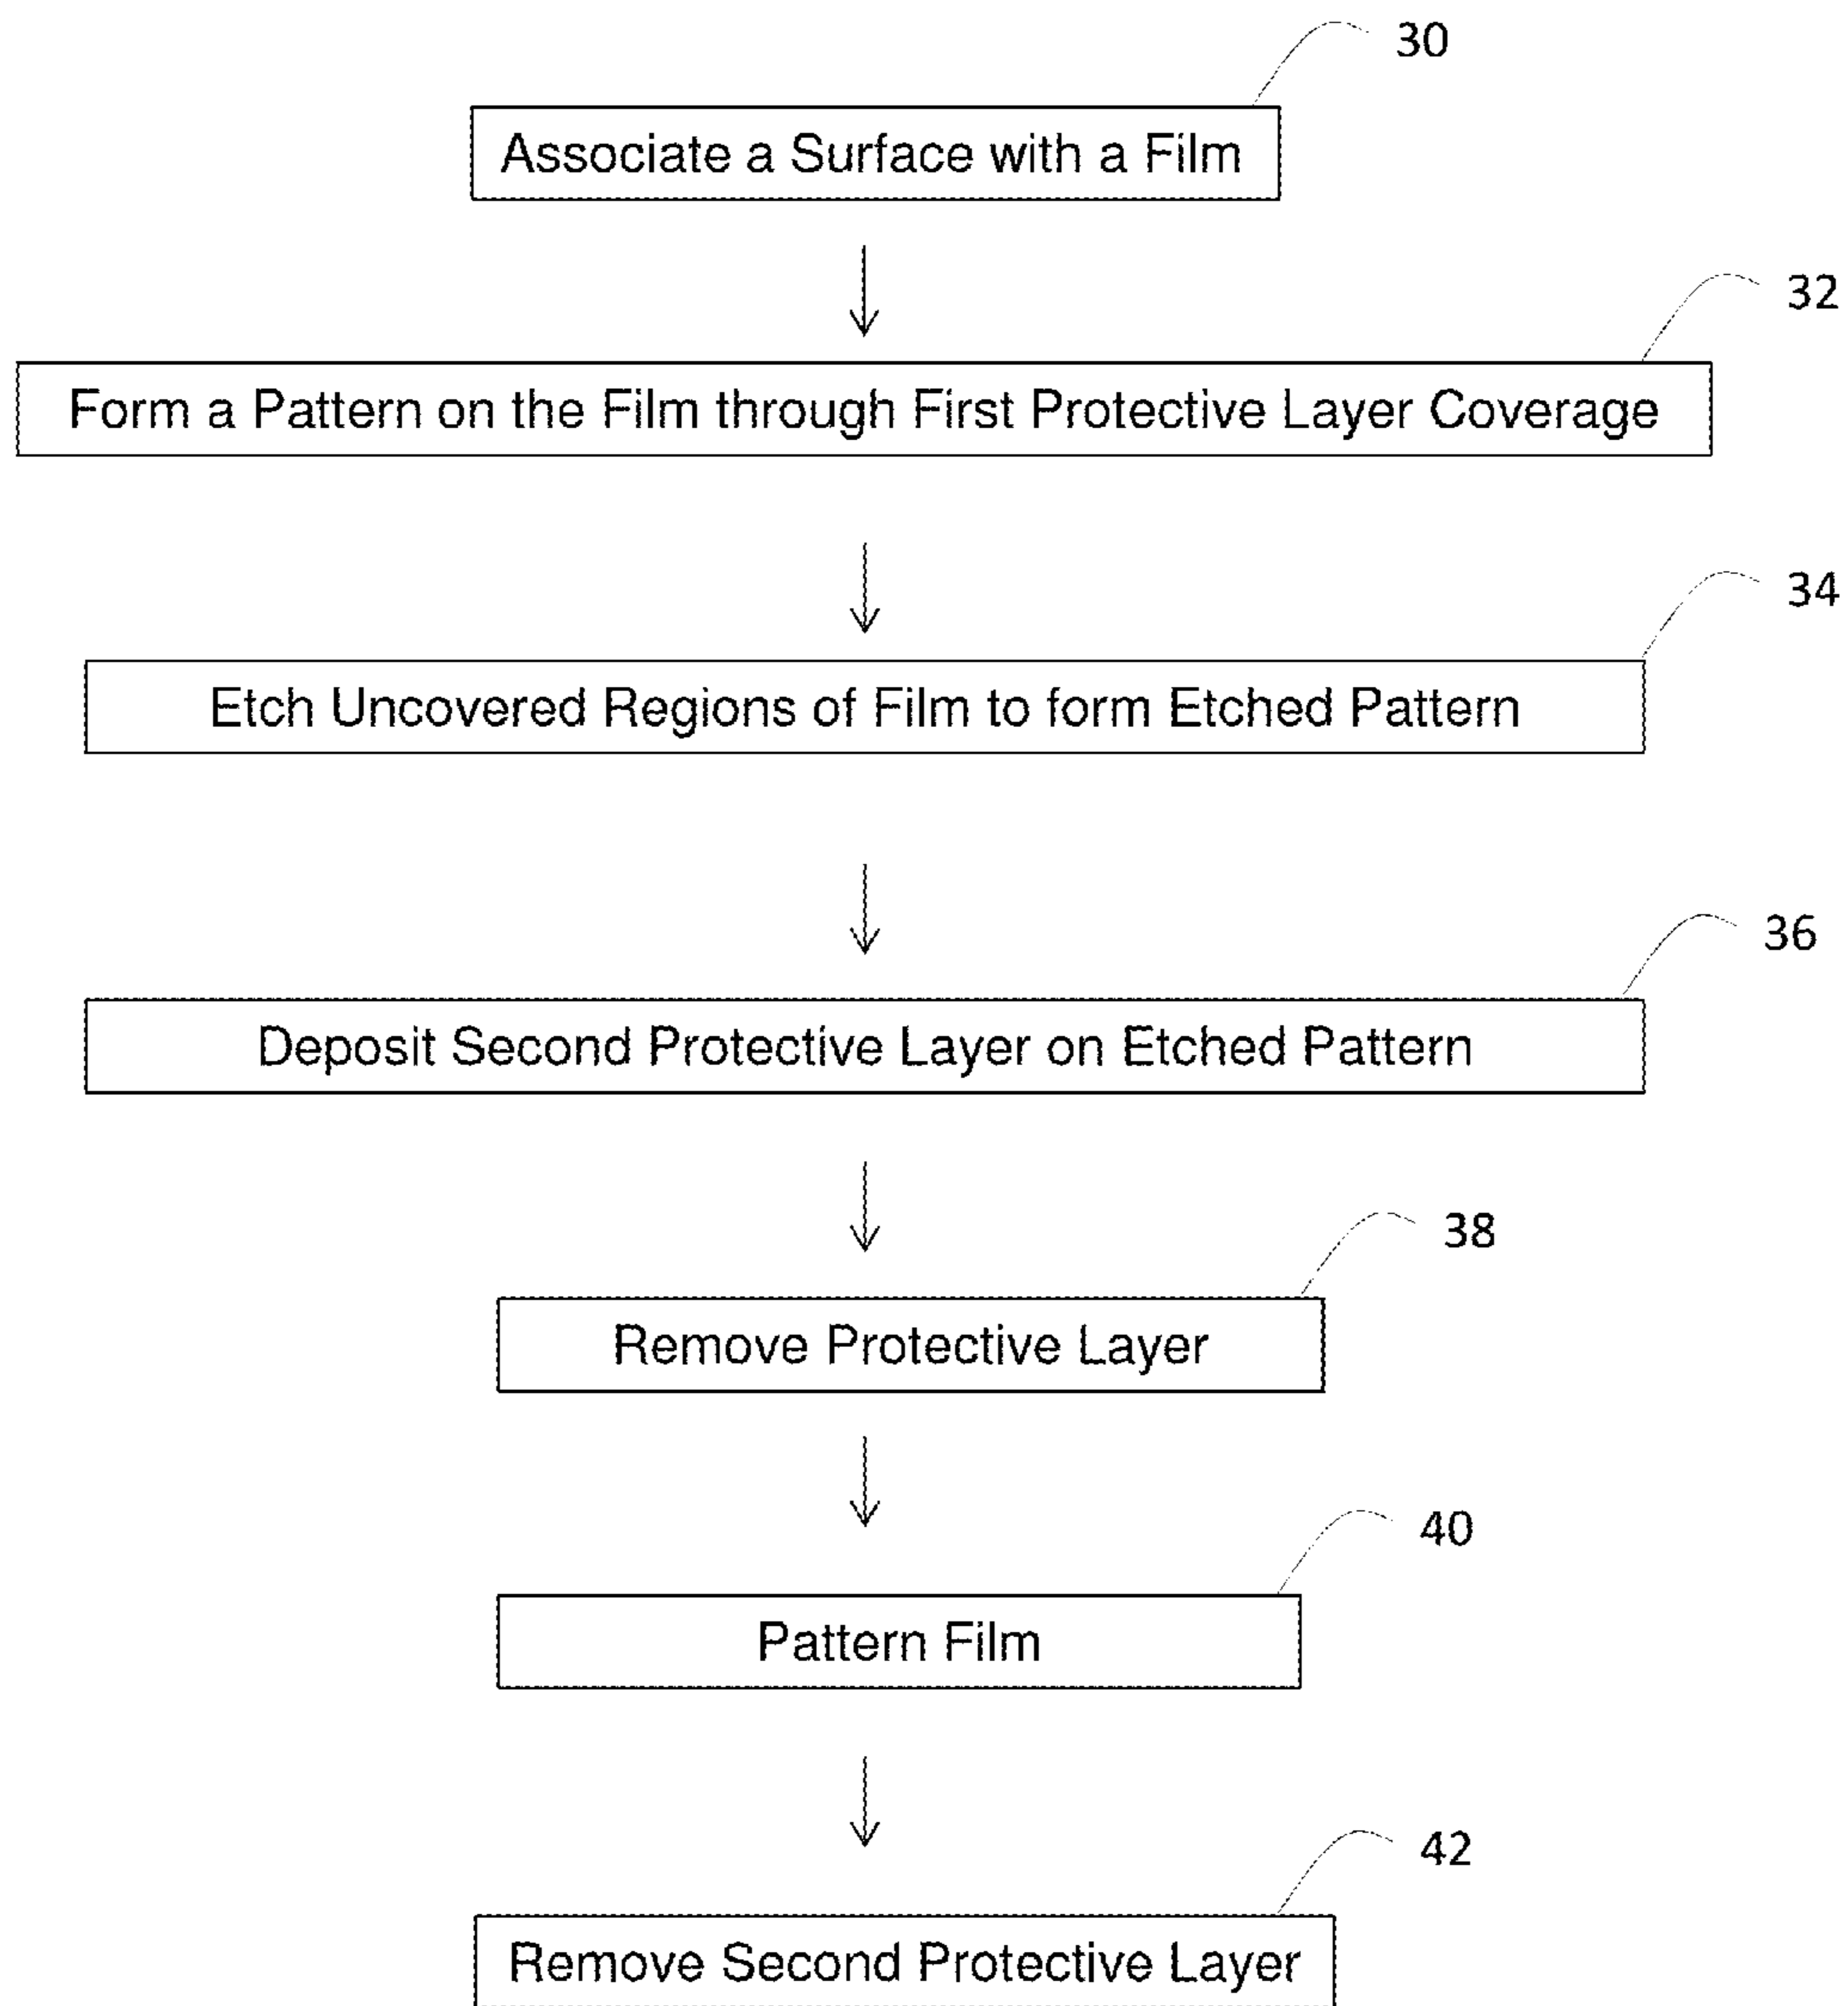 30
Associate a Surface with a Film
32
Form a Pattern on the Film through First Protective Layer Coverage
34
Etch Uncovered Regions of Film to form Etched Pattern
36
Deposit Second Protective Layer on Etched Pattern
38
Remove Protective Layer
40
Pattern Film
42
Remove Second Protective Layer